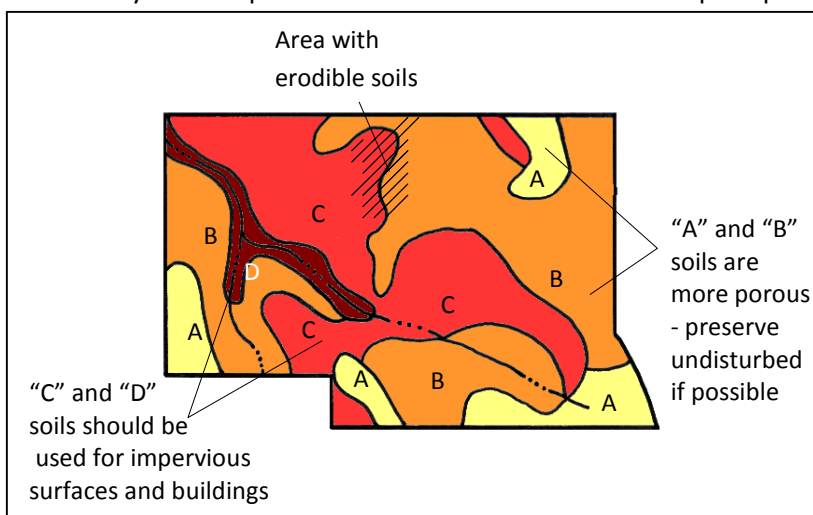 Area with
erodible soils
A
C
B
"A" and "B"
soils are
more porous
- preserve
undisturbed
if possible
D
B
C
A
C
A
B
A
"C" and "D"
soils should be
used for impervious
surfaces and buildings